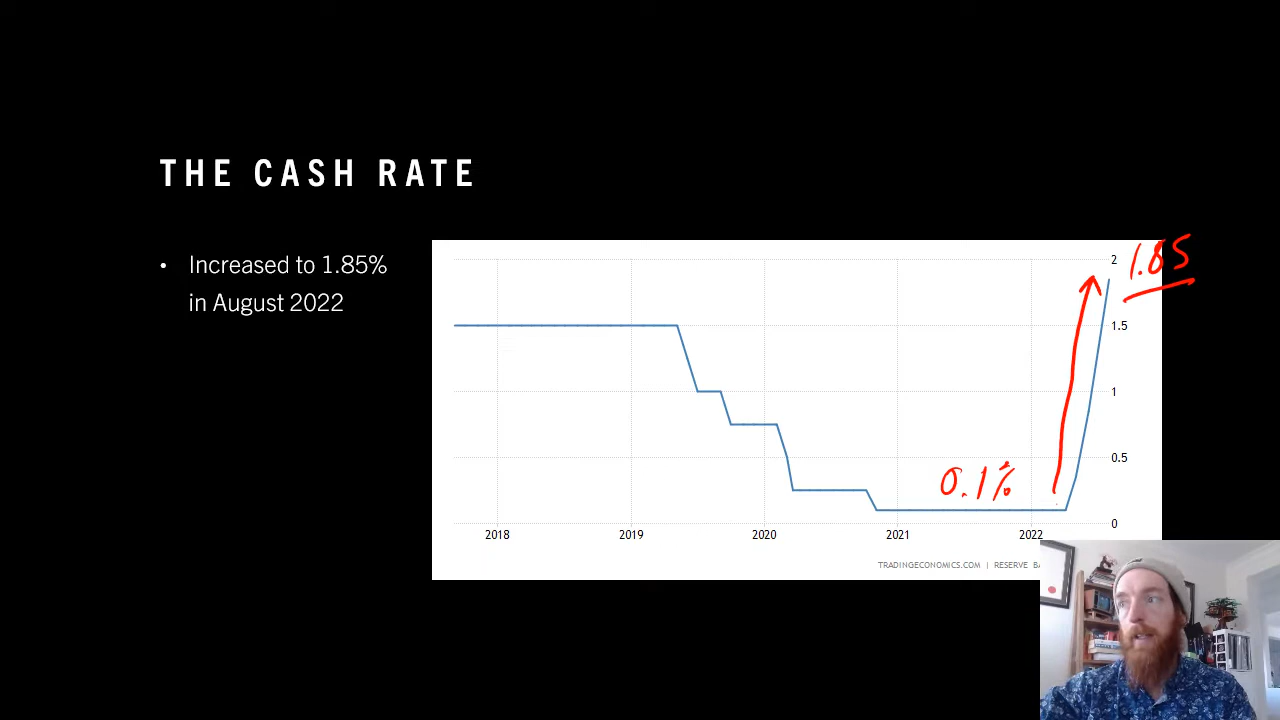 THE CASH RATE
• Increased to 1.85%
in August 2022
2
1.85
1.5
1
0.5
0.1%
0
2018 2019 2020 2021 2022
TRADINGECONOMICS.COM | RESERVE